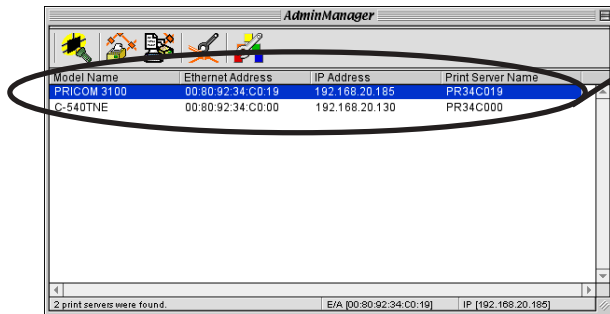 AdminManager
Model Name Ethernet Address IP Address Print Server Name
PRICOM 3100 00:80:92:34:C0:19 192.168.20.185 PR34C019
C-540TNE 00:80:92:34:C0:00 192.168.20.130 PR34C000
2 print servers were found. E/A [00:80:92:34:C0:19] IP [192.168.20.185]